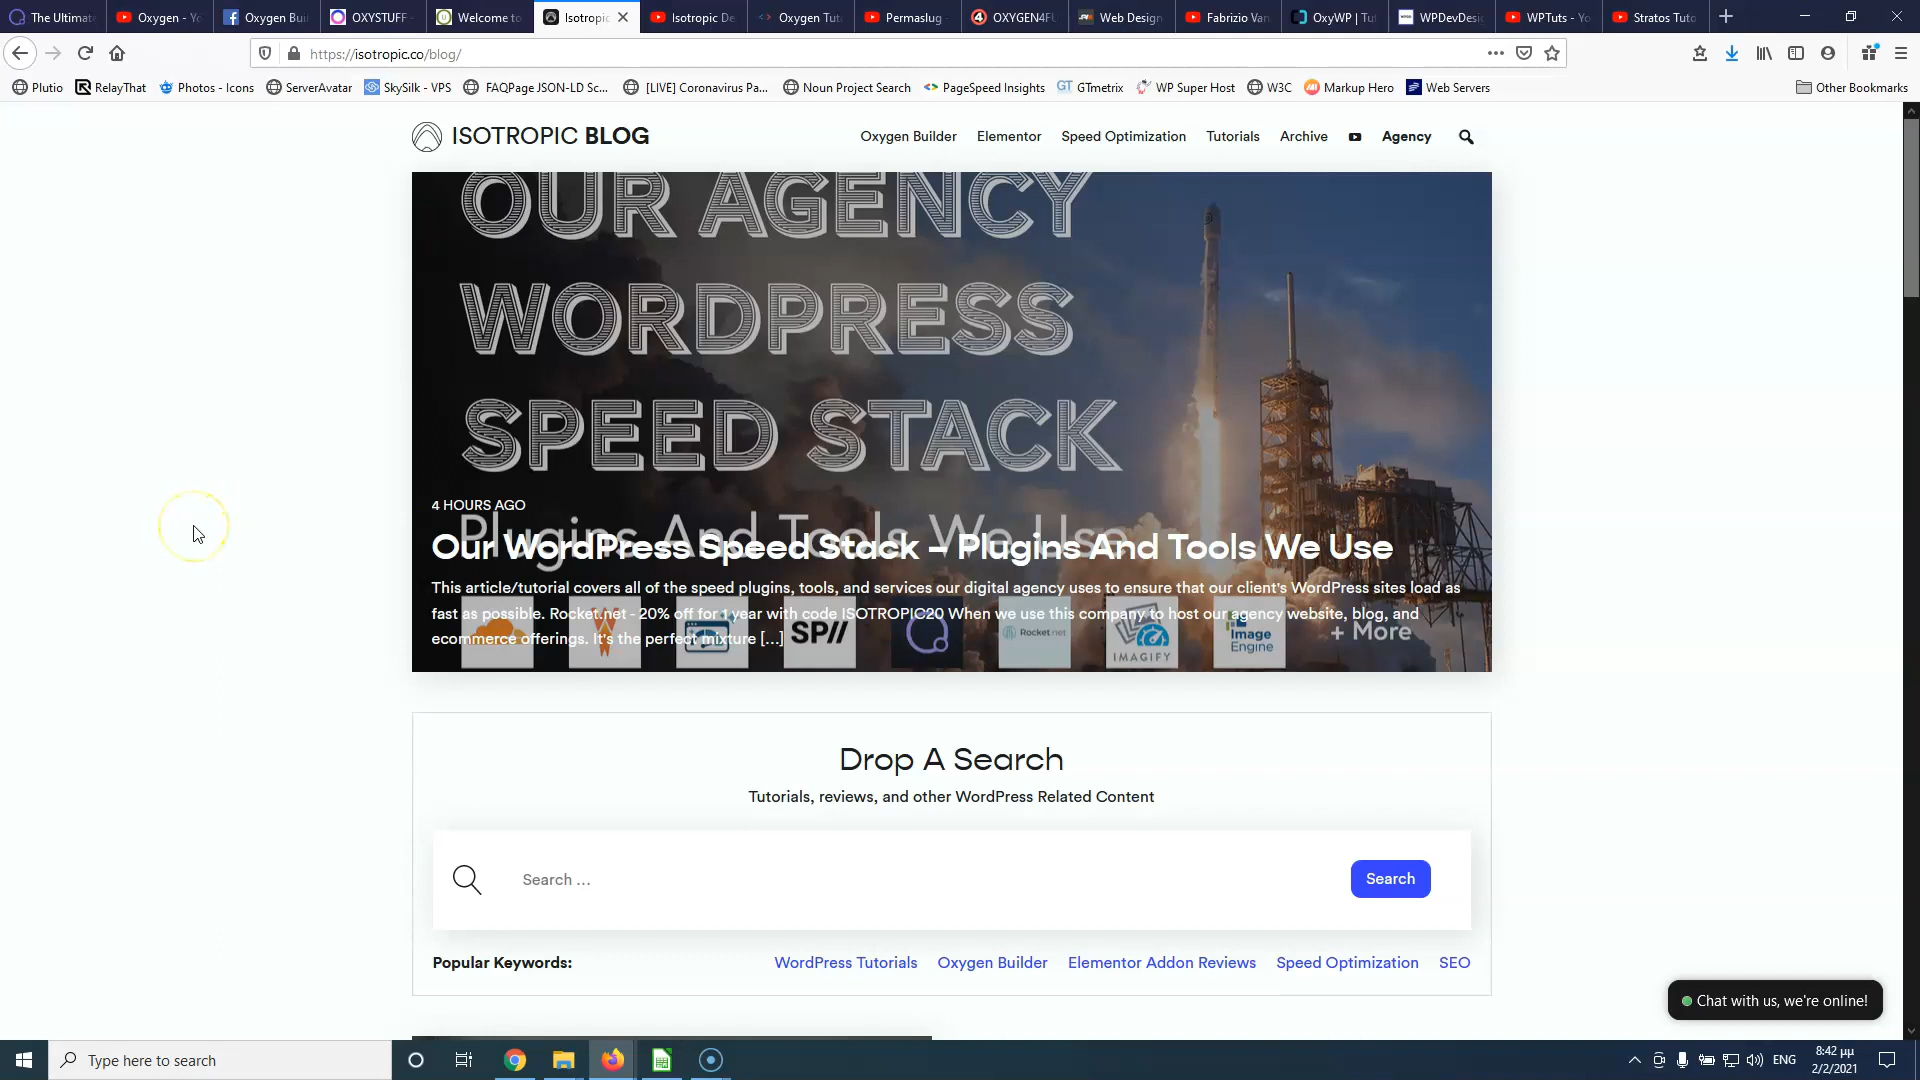 The Ultimate
Oxygen - Yo
Oxygen Bui
OXYSTUFF -
Welcome to
Isotropic
Isotropic De
Oxygen Tut
Permaslug -
OXYGEN4FU
Web Design
Fabrizio Van
OxyWP | Tut
WPDevDesi
WPTuts - Yo
Stratos Tuto
https://isotropic.co/blog/
Plutio
RelayThat
Photos - Icons
ServerAvatar
SkySilk - VPS
FAQPage JSON-LD Sc...
[LIVE] Coronavirus Pa...
Noun Project Search
PageSpeed Insights
GTmetrix
WP Super Host
W3C
Markup Hero
Web Servers
Other Bookmarks
ISOTROPIC BLOG
Oxygen Builder
Elementor
Speed Optimization
Tutorials
Archive
Agency
OUR AGENCY
WORDPRESS
SPEED STACK
4 HOURS AGO
Plugins And Tools We Use
Our WordPress Speed Stack – Plugins And Tools We Use
This article/tutorial covers all of the speed plugins, tools, and services our digital agency uses to ensure that our client's WordPress sites load as
fast as possible. Rocket.net - 20% off for 1 year with code ISOTROPIC20 When we use this company to host our agency website, blog, and
ecommerce offerings. It's the perfect mixture [...]
SP//
Rocket.net
IMAGIFY
Image
Engine
+ More
Drop A Search
Tutorials, reviews, and other WordPress Related Content
Search ...
Search
Popular Keywords:
WordPress Tutorials
Oxygen Builder
Elementor Addon Reviews
Speed Optimization
SEO
Chat with us, we're online!
Type here to search
ENG
8:42 μμ
2/2/2021